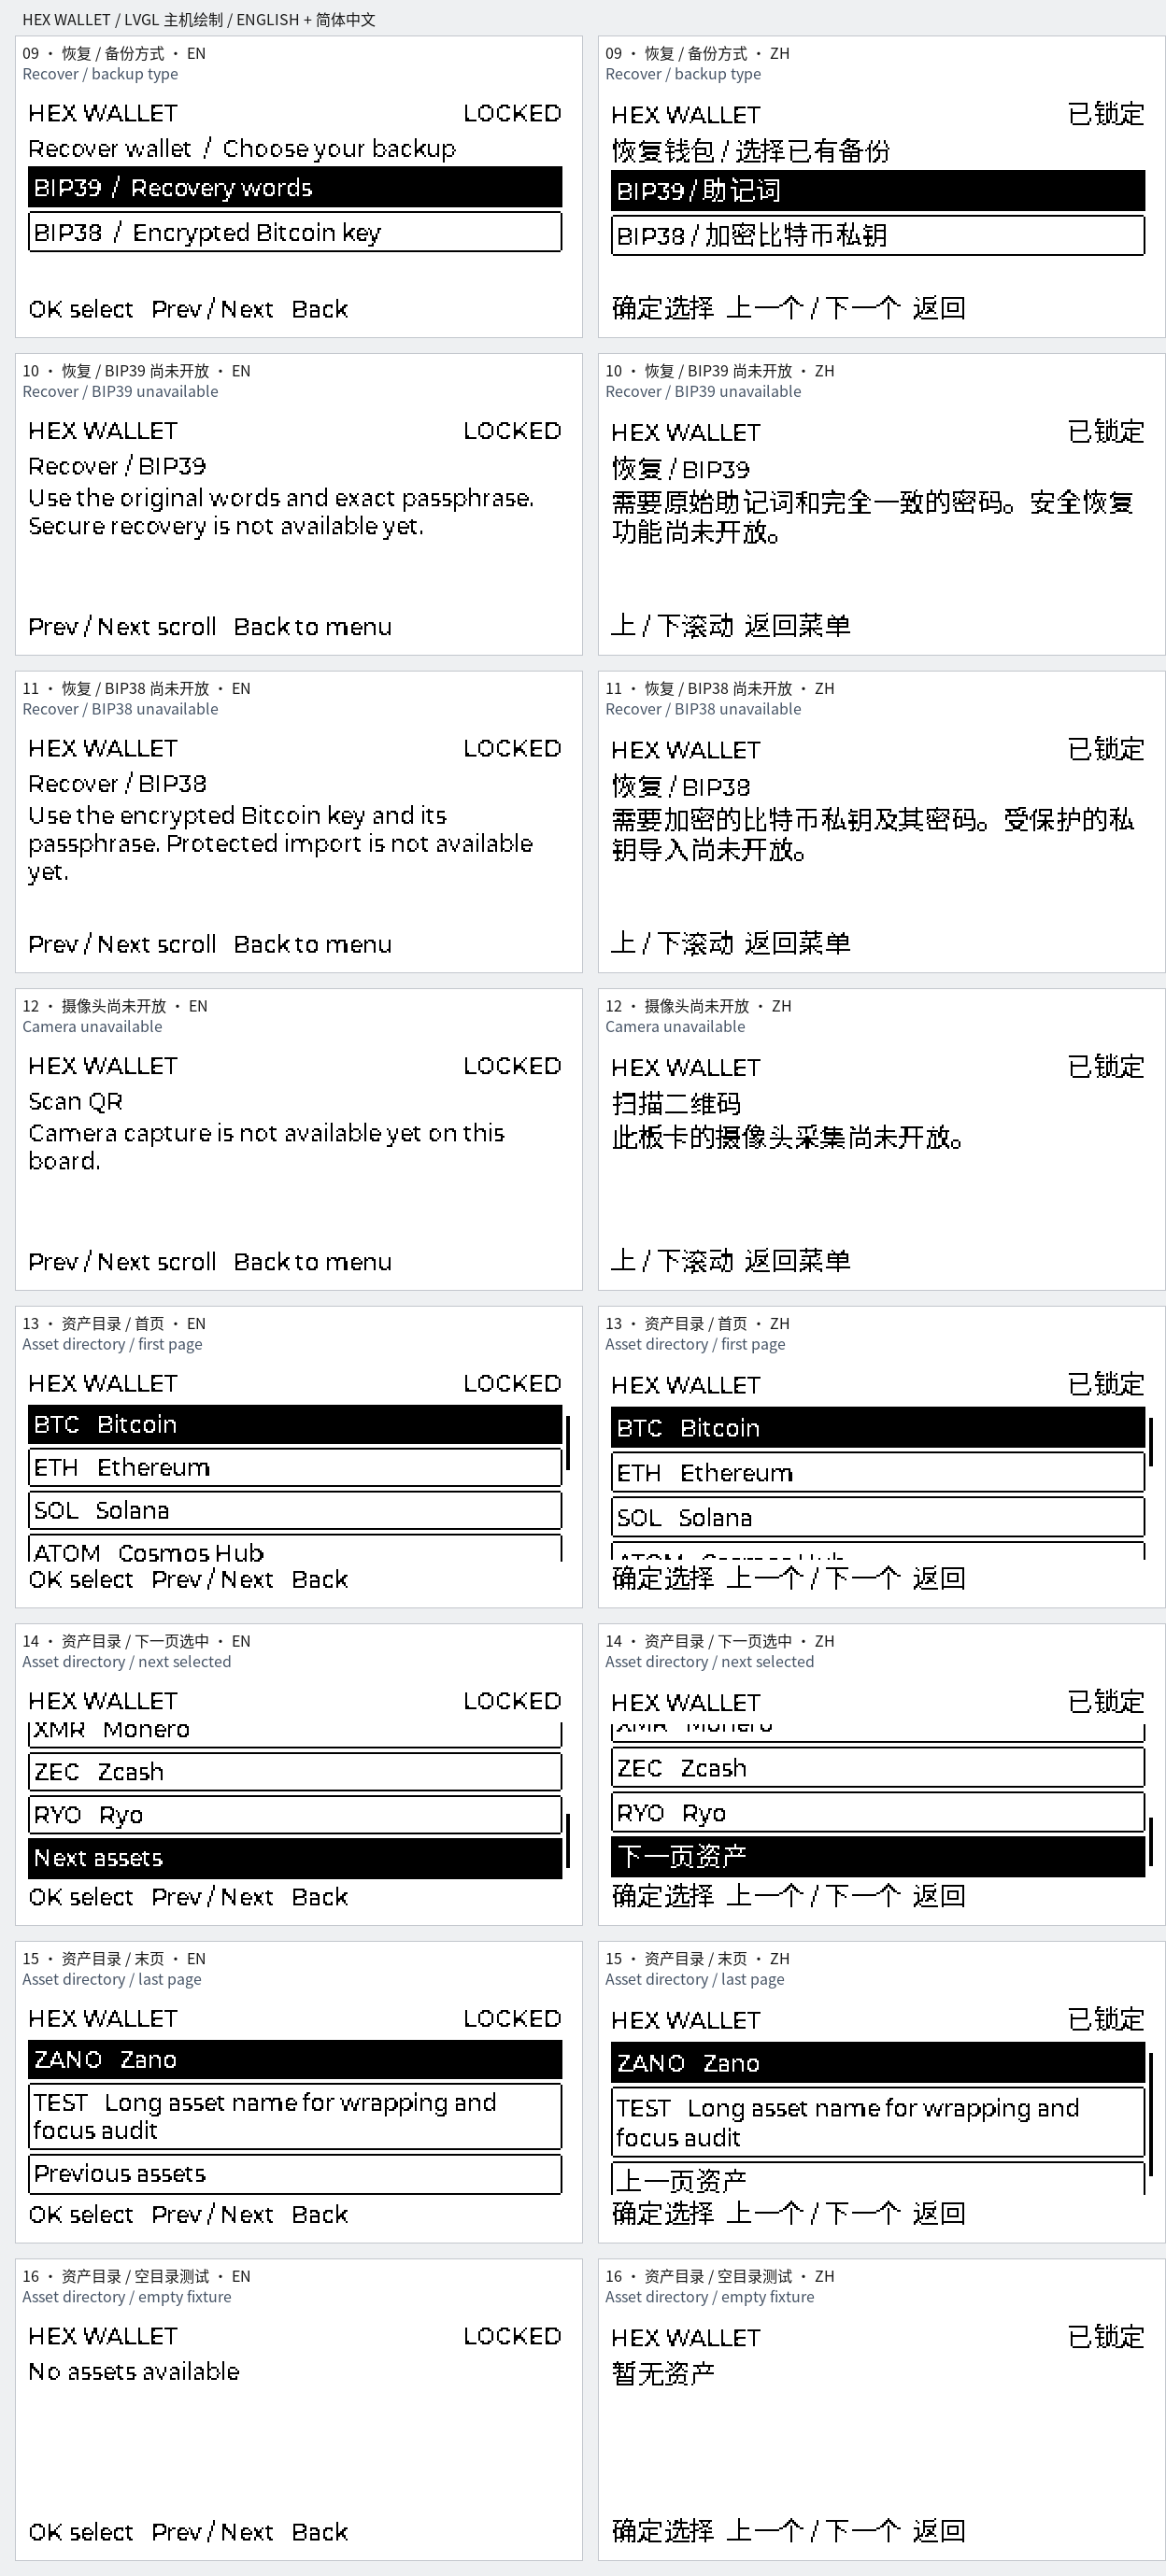 HEX WALLET / LVGL 主机绘制 / ENGLISH + 简体中文
09 · 恢复 / 备份方式 · EN
Recover / backup type
HEX WALLET LOCKED
Recover wallet / Choose your backup
BIP39 / Recovery words
BIP38 / Encrypted Bitcoin key
OK select Prev / Next Back
09 · 恢复 / 备份方式 · ZH
Recover / backup type
HEX WALLET 已锁定
恢复钱包 / 选择已有备份
BIP39 / 助记词
BIP38 / 加密比特币私钥
确定选择 上一个 / 下一个 返回
10 · 恢复 / BIP39 尚未开放 · EN
Recover / BIP39 unavailable
HEX WALLET LOCKED
Recover / BIP39
Use the original words and exact passphrase.
Secure recovery is not available yet.
Prev / Next scroll Back to menu
10 · 恢复 / BIP39 尚未开放 · ZH
Recover / BIP39 unavailable
HEX WALLET 已锁定
恢复 / BIP39
需要原始助记词和完全一致的密码。安全恢复
功能尚未开放。
上 / 下滚动 返回菜单
11 · 恢复 / BIP38 尚未开放 · EN
Recover / BIP38 unavailable
HEX WALLET LOCKED
Recover / BIP38
Use the encrypted Bitcoin key and its
passphrase. Protected import is not available
yet.
Prev / Next scroll Back to menu
11 · 恢复 / BIP38 尚未开放 · ZH
Recover / BIP38 unavailable
HEX WALLET 已锁定
恢复 / BIP38
需要加密的比特币私钥及其密码。受保护的私
钥导入尚未开放。
上 / 下滚动 返回菜单
12 · 摄像头尚未开放 · EN
Camera unavailable
HEX WALLET LOCKED
Scan QR
Camera capture is not available yet on this
board.
Prev / Next scroll Back to menu
12 · 摄像头尚未开放 · ZH
Camera unavailable
HEX WALLET 已锁定
扫描二维码
此板卡的摄像头采集尚未开放。
上 / 下滚动 返回菜单
13 · 资产目录 / 首页 · EN
Asset directory / first page
HEX WALLET LOCKED
BTC Bitcoin
ETH Ethereum
SOL Solana
ATOM Cosmos Hub
OK select Prev / Next Back
13 · 资产目录 / 首页 · ZH
Asset directory / first page
HEX WALLET 已锁定
BTC Bitcoin
ETH Ethereum
SOL Solana
确定选择 上一个 / 下一个 返回
14 · 资产目录 / 下一页选中 · EN
Asset directory / next selected
HEX WALLET LOCKED
XMR Monero
ZEC Zcash
RYO Ryo
Next assets
OK select Prev / Next Back
14 · 资产目录 / 下一页选中 · ZH
Asset directory / next selected
HEX WALLET 已锁定
XMR Monero
ZEC Zcash
RYO Ryo
下一页资产
确定选择 上一个 / 下一个 返回
15 · 资产目录 / 末页 · EN
Asset directory / last page
HEX WALLET LOCKED
ZANO Zano
TEST Long asset name for wrapping and
focus audit
Previous assets
OK select Prev / Next Back
15 · 资产目录 / 末页 · ZH
Asset directory / last page
HEX WALLET 已锁定
ZANO Zano
TEST Long asset name for wrapping and
focus audit
上一页资产
确定选择 上一个 / 下一个 返回
16 · 资产目录 / 空目录测试 · EN
Asset directory / empty fixture
HEX WALLET LOCKED
No assets available
OK select Prev / Next Back
16 · 资产目录 / 空目录测试 · ZH
Asset directory / empty fixture
HEX WALLET 已锁定
暂无资产
确定选择 上一个 / 下一个 返回